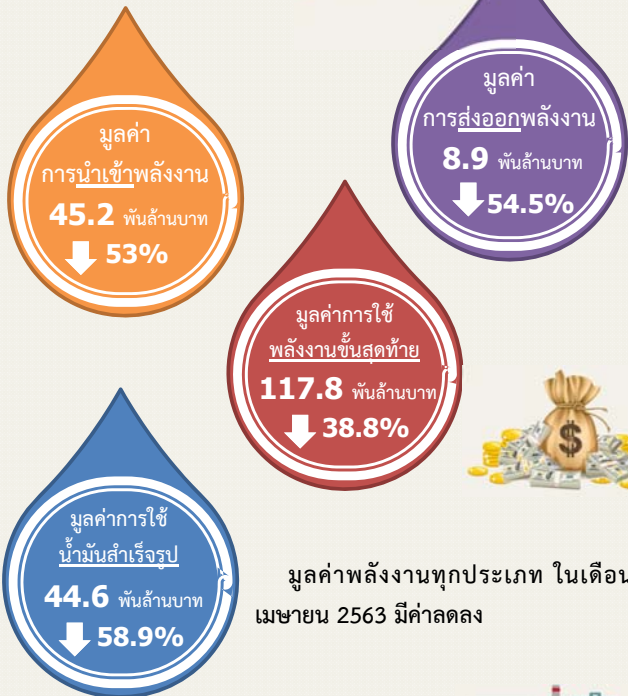 มูลค่า
การนำเข้าพลังงาน
45.2 พันล้านบาท
53%
มูลค่า
การส่งออกพลังงาน
8.9 พันล้านบาท
54.5%
มูลค่าการใช้
พลังงานขั้นสุดท้าย
117.8 พันล้านบาท
38.8%
มูลค่าการใช้
น้ำมันสำเร็จรูป
44.6 พันล้านบาท
58.9%
$
มูลค่าพลังงานทุกประเภท ในเดือน
เมษายน 2563 มีค่าลดลง